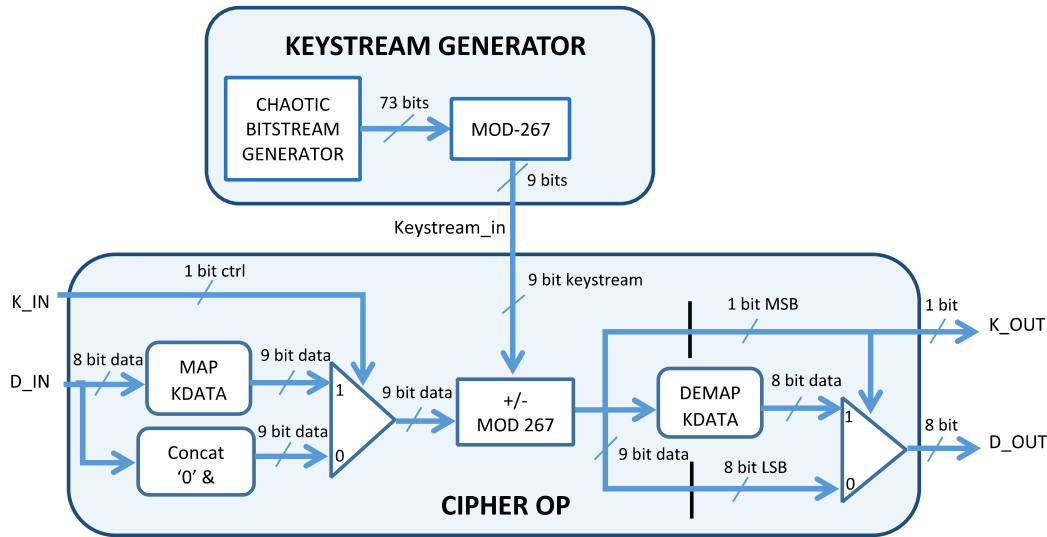 KEYSTREAM GENERATOR
CHAOTIC
BITSTREAM
GENERATOR
73 bits
MOD-267
9 bits
Keystream_in
1 bit ctrl
9 bit keystream
K_IN
1 bit MSB
1 bit
K_OUT
8 bit data
MAP
KDATA
9 bit data
D_IN
1
9 bit data
+/-
MOD 267
DEMAP
KDATA
8 bit data
1
Concat
'0' &
9 bit data
0
9 bit data
8 bit LSB
0
8 bit
D_OUT
CIPHER OP